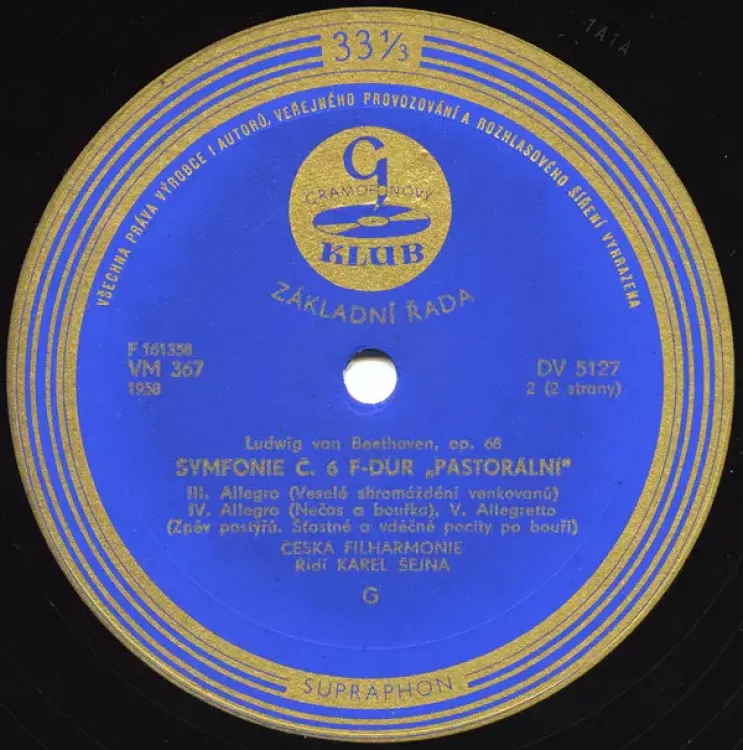 1A1A
33 1/3
VŠECHNA PRÁVA VÝROBCE I AUTORŮ, VEŘEJNÉHO PROVOZOVÁNÍ A ROZHLASOVÉHO ŠÍŘENÍ VYHRAZENA
G
GRAMOFONOVÝ
KLUB
ZÁKLADNÍ ŘADA
F 161358
VM 367
1958
DV 5127
2 (2 strany)
Ludwig van Beethoven, op. 68
SYMFONIE Č. 6 F-DUR „PASTORÁLNÍ"
III. Allegro (Veselé shromáždění venkovanů)
IV. Allegro (Nečas a bouřka), V. Allegretto
(Zpěv pastýřů. Šťastné a vděčné pocity po bouři)
ČESKÁ FILHARMONIE
Řídí KAREL ŠEJNA
G
SUPRAPHON